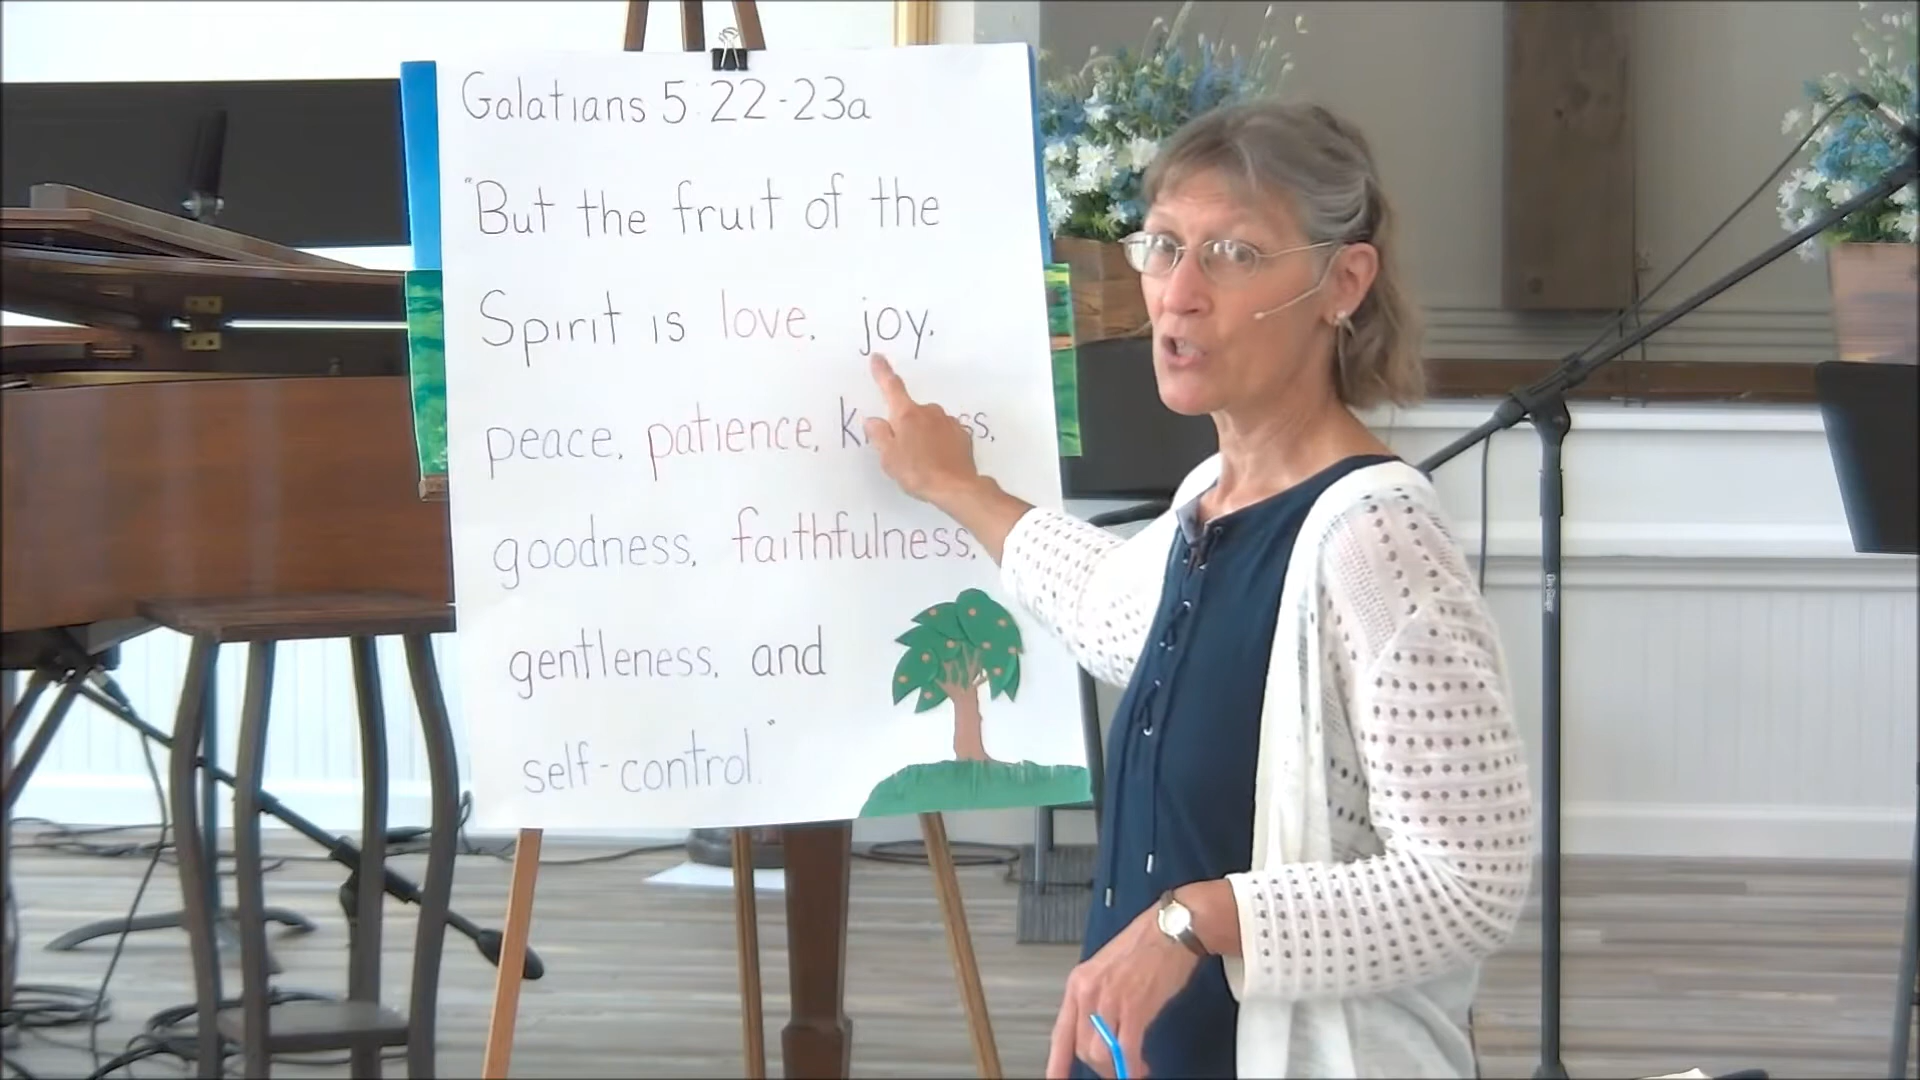 Galatians 5:22-23a
"But the fruit of the
Spirit is love, joy,
peace, patience,
goodness, faithfulness,
gentleness, and
self-control."